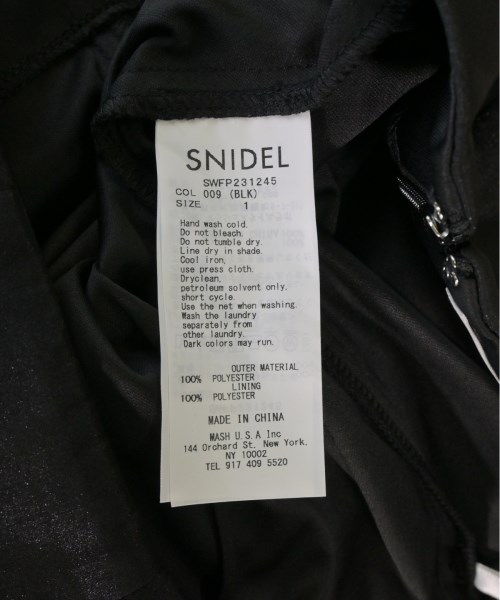 SNIDEL
SWFP231245
COL 009 (BLK)
SIZE 1
Hand wash cold.
Do not bleach.
Do not tumble dry.
Line dry in shade.
Cool iron,
use press cloth.
Dryclean,
petroleum solvent only,
short cycle.
Use the net when washing.
Wash the laundry
separately from
other laundry.
Dark colors may run.
OUTER MATERIAL
100% POLYESTER
LINING
100% POLYESTER
MADE IN CHINA
MASH U.S.A Inc
144 Orchard St. New York.
NY 10002
TEL 917 409 5520